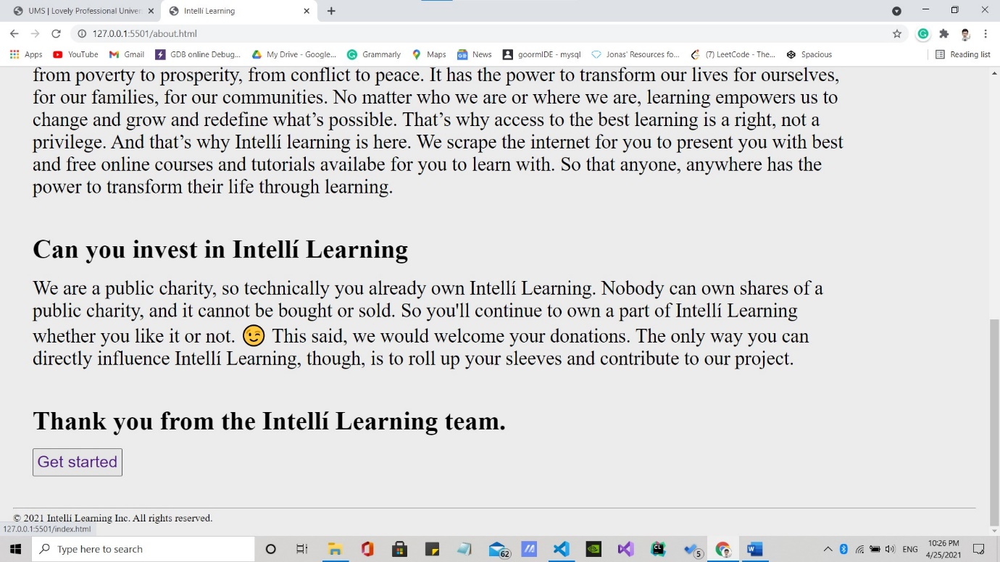 UMS | Lovely Professional Univer
Intellí Learning
127.0.0.1:5501/about.html
Apps YouTube Gmail GDB online Debug... My Drive - Google... Grammarly Maps News goormIDE - mysql Jonas' Resources fo... (7) LeetCode - The... Spacious Reading list
from poverty to prosperity, from conflict to peace. It has the power to transform our lives for ourselves,
for our families, for our communities. No matter who we are or where we are, learning empowers us to
change and grow and redefine what’s possible. That’s why access to the best learning is a right, not a
privilege. And that’s why Intellí learning is here. We scrape the internet for you to present you with best
and free online courses and tutorials availabe for you to learn with. So that anyone, anywhere has the
power to transform their life through learning.
Can you invest in Intellí Learning
We are a public charity, so technically you already own Intellí Learning. Nobody can own shares of a
public charity, and it cannot be bought or sold. So you'll continue to own a part of Intellí Learning
whether you like it or not. 😉 This said, we would welcome your donations. The only way you can
directly influence Intellí Learning, though, is to roll up your sleeves and contribute to our project.
Thank you from the Intellí Learning team.
Get started
© 2021 Intellí Learning Inc. All rights reserved.
127.0.0.1:5501/index.html
Type here to search
62
5
ENG
10:26 PM
4/25/2021